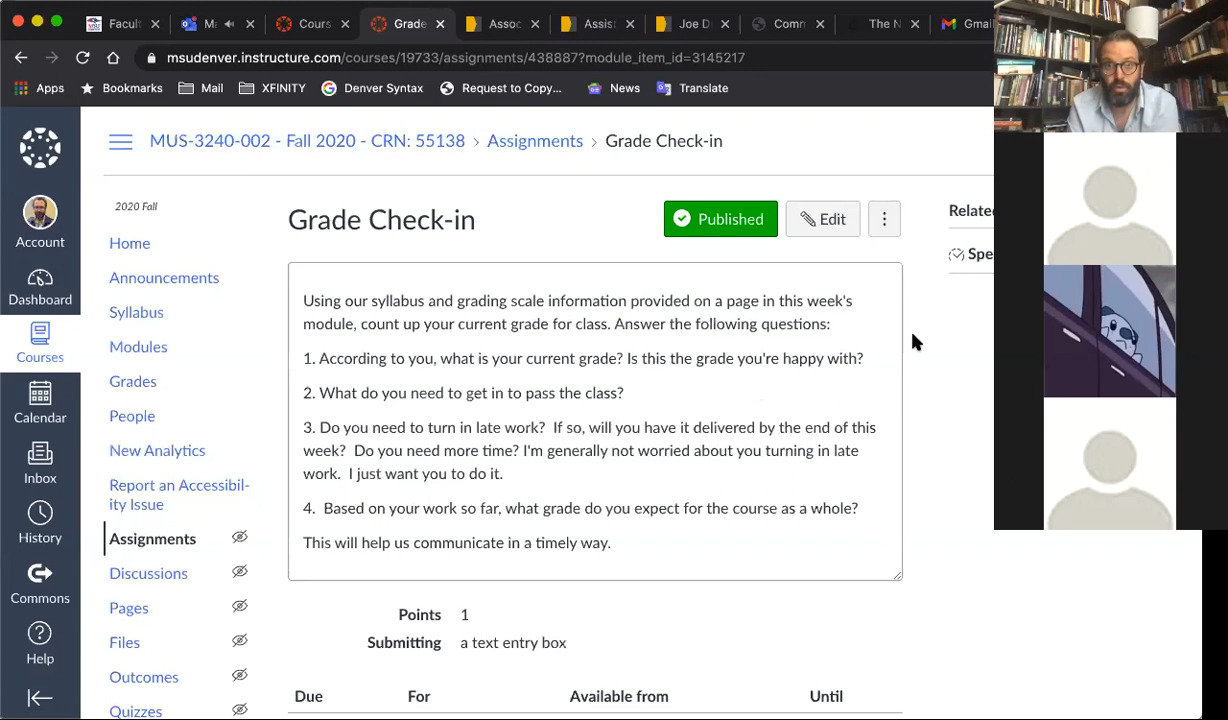 Facult
Ma
Cours
Grade
Assoc
Assis
Joe D
Comn
The N
Gmai
msudenver.instructure.com/courses/19733/assignments/438887?module_item_id=3145217
Apps
Bookmarks
Mail
XFINITY
Denver Syntax
Request to Copy...
News
Translate
MUS-3240-002 - Fall 2020 - CRN: 55138 > Assignments > Grade Check-in
Account
Dashboard
Courses
Calendar
Inbox
History
Commons
Help
2020 Fall
Home
Announcements
Syllabus
Modules
Grades
People
New Analytics
Report an Accessibil-
ity Issue
Assignments
Discussions
Pages
Files
Outcomes
Quizzes
Grade Check-in
Published
Edit
Using our syllabus and grading scale information provided on a page in this week's
module, count up your current grade for class. Answer the following questions:
1. According to you, what is your current grade? Is this the grade you're happy with?
2. What do you need to get in to pass the class?
3. Do you need to turn in late work? If so, will you have it delivered by the end of this
week? Do you need more time? I'm generally not worried about you turning in late
work. I just want you to do it.
4. Based on your work so far, what grade do you expect for the course as a whole?
This will help us communicate in a timely way.
Points 1
Submitting a text entry box
Due For Available from Until
Relate
Spe